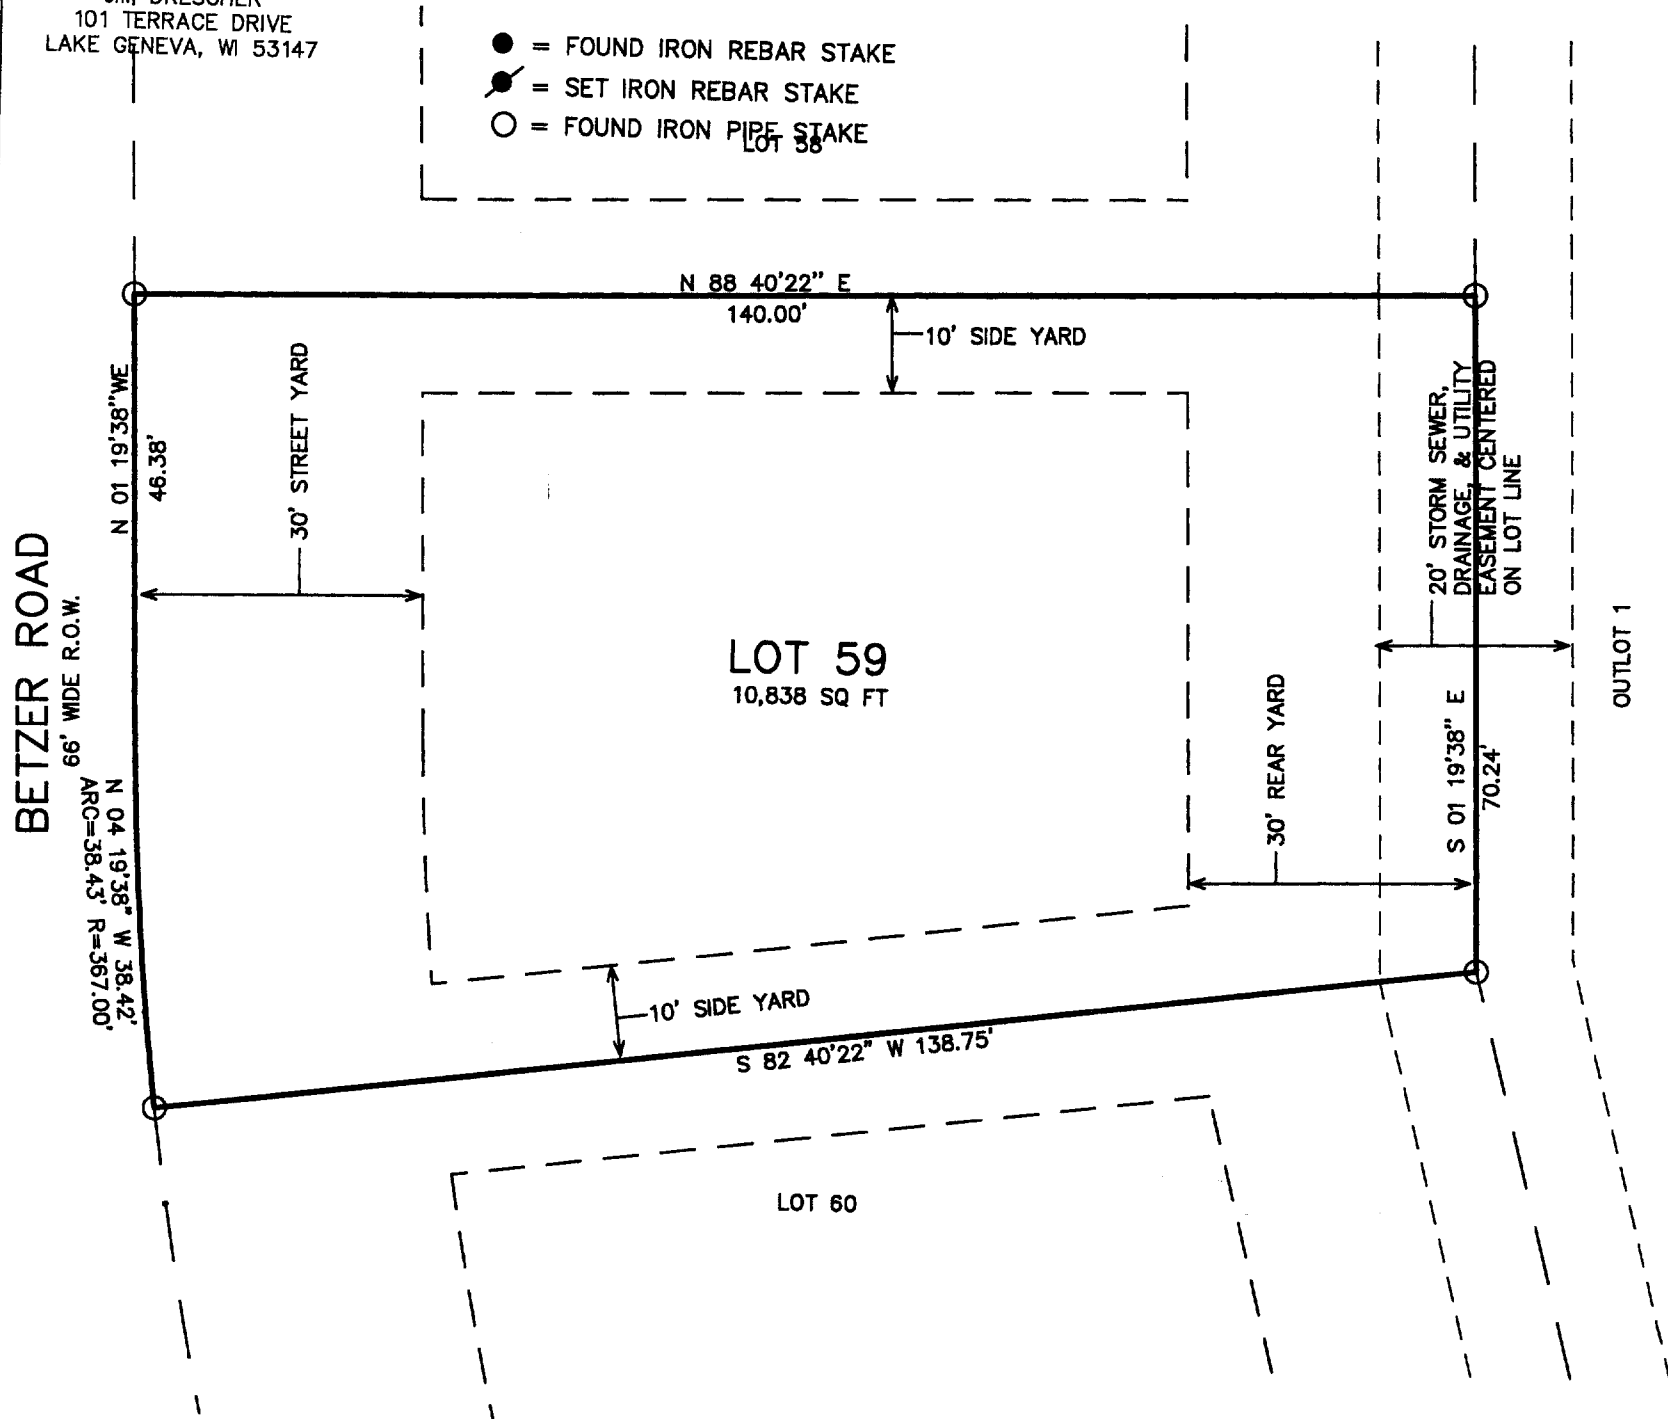 DRESCHER
101 TERRACE DRIVE
LAKE GENEVA, WI 53147
= FOUND IRON REBAR STAKE
= SET IRON REBAR STAKE
= FOUND IRON PIPE STAKE
LOT 58
N 88 40'22" E
140.00'
10' SIDE YARD
N 01 19'38"WE
46.38'
30' STREET YARD
20' STORM SEWER,
DRAINAGE, & UTILITY
EASEMENT CENTERED
ON LOT LINE
BETZER ROAD
66' WIDE R.O.W.
LOT 59
10,838 SQ FT
OUTLOT 1
30' REAR YARD
S 01 19'38" E
70.24'
N 04 19'38" W 38.42'
ARC=38.43' R=367.00'
10' SIDE YARD
S 82 40'22" W 138.75'
LOT 60